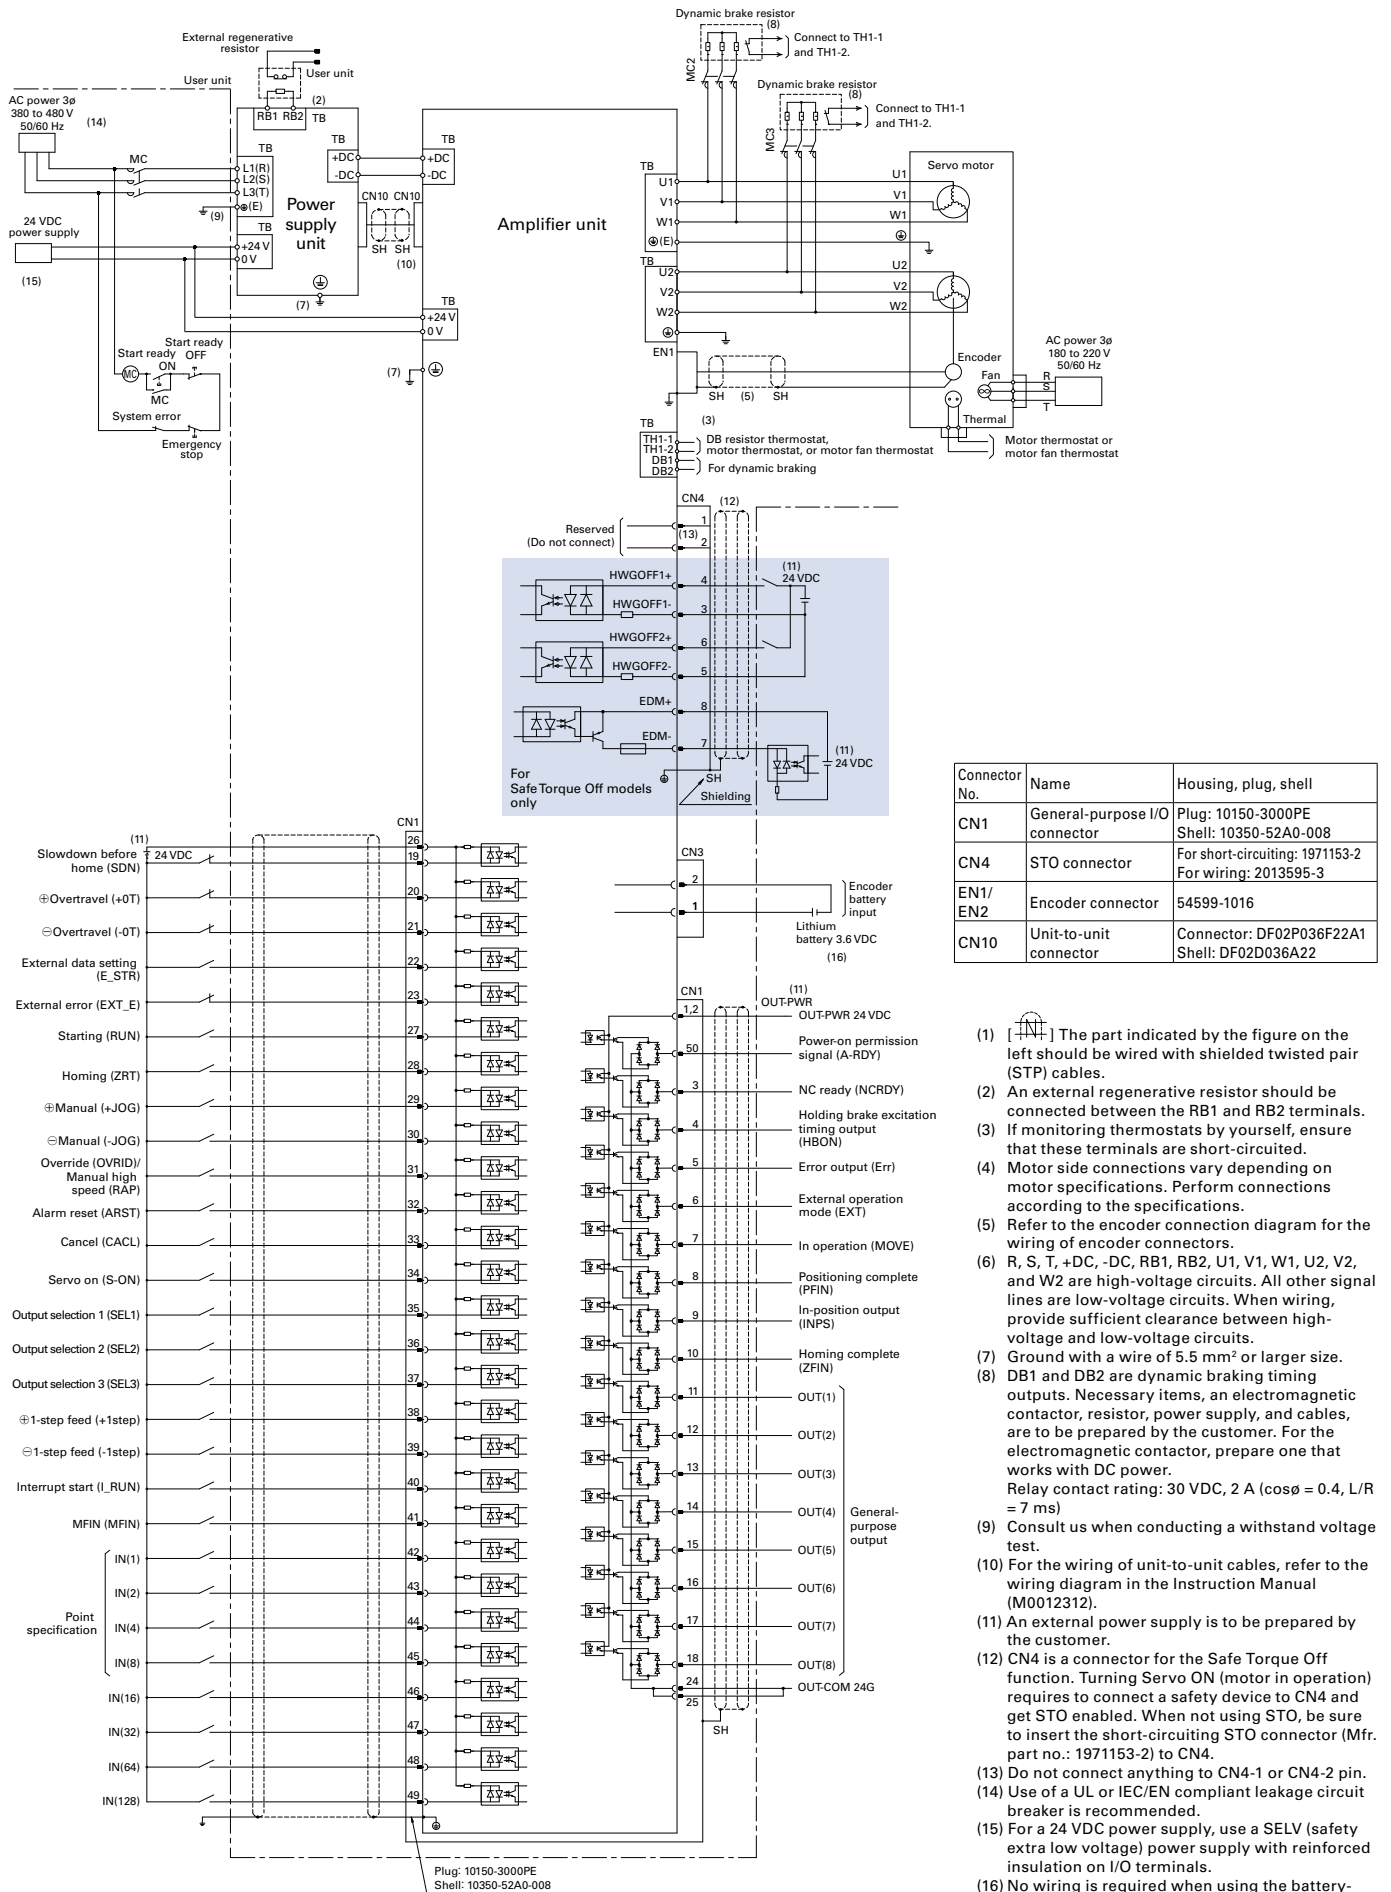 Dynamic brake resistor
(8)
Connect to TH1-1
and TH1-2.
MC2
External regenerative
resistor
User unit
(2)
RB1 RB2 TB
User unit
Dynamic brake resistor
(8)
Connect to TH1-1
and TH1-2.
MC3
AC power 3ø
380 to 480 V
50/60 Hz
(14)
MC
TB
L1(R)
L2(S)
L3(T)
(E)
(9)
TB
+24 V
0 V
24 VDC
power supply
(15)
TB
+DC
-DC
Power
supply
unit
(7)
CN10 CN10
SH SH
(10)
TB
+DC
-DC
Amplifier unit
TB
+24 V
0 V
(7)
TB
U1
V1
W1
(E)
TB
U2
V2
W2
EN1
U1
V1
W1
U2
V2
W2
Servo motor
Encoder
Fan
Thermal
R
S
T
AC power 3ø
180 to 220 V
50/60 Hz
Motor thermostat or
motor fan thermostat
SH (5) SH
Start ready
ON
Start ready
OFF
MC
MC
System error
Emergency
stop
(3)
TB
TH1-1
TH1-2
DB1
DB2
DB resistor thermostat,
motor thermostat, or motor fan thermostat
For dynamic braking
CN4
(12)
Reserved
(Do not connect)
1
(13)
2
HWGOFF1+
4
(11)
24 VDC
HWGOFF1-
3
HWGOFF2+
6
HWGOFF2-
5
EDM+
8
EDM-
7
(11)
24 VDC
SH
Shielding
For
Safe Torque Off models
only
Connector
No.
Name
Housing, plug, shell
CN1
General-purpose I/O
connector
Plug: 10150-3000PE
Shell: 10350-52A0-008
CN4
STO connector
For short-circuiting: 1971153-2
For wiring: 2013595-3
EN1/
EN2
Encoder connector
54599-1016
CN10
Unit-to-unit
connector
Connector: DF02P036F22A1
Shell: DF02D036A22
CN1
(11)
24 VDC
26
Slowdown before
home (SDN)
19
⊕Overtravel (+0T)
20
⊖Overtravel (-0T)
21
External data setting
(E_STR)
22
External error (EXT_E)
23
Starting (RUN)
27
Homing (ZRT)
28
⊕Manual (+JOG)
29
⊖Manual (-JOG)
30
Override (OVRID)/
Manual high
speed (RAP)
31
Alarm reset (ARST)
32
Cancel (CACL)
33
Servo on (S-ON)
34
Output selection 1 (SEL1)
35
Output selection 2 (SEL2)
36
Output selection 3 (SEL3)
37
⊕1-step feed (+1step)
38
⊖1-step feed (-1step)
39
Interrupt start (I_RUN)
40
MFIN (MFIN)
41
Point
specification
IN(1)
42
IN(2)
43
IN(4)
44
IN(8)
45
IN(16)
46
IN(32)
47
IN(64)
48
IN(128)
49
Plug: 10150-3000PE
Shell: 10350-52A0-008
CN3
2
1
Encoder
battery
input
Lithium
battery 3.6 VDC
(16)
CN1
(11)
OUT-PWR
1,2
OUT-PWR 24 VDC
50
Power-on permission
signal (A-RDY)
3
NC ready (NCRDY)
4
Holding brake excitation
timing output
(HBON)
5
Error output (Err)
6
External operation
mode (EXT)
7
In operation (MOVE)
8
Positioning complete
(PFIN)
9
In-position output
(INPS)
10
Homing complete
(ZFIN)
11
OUT(1)
12
OUT(2)
13
OUT(3)
14
OUT(4)
15
OUT(5)
16
OUT(6)
17
OUT(7)
18
OUT(8)
General-
purpose
output
24
OUT-COM 24G
25
SH
(1) [ ] The part indicated by the figure on the
left should be wired with shielded twisted pair
(STP) cables.
(2) An external regenerative resistor should be
connected between the RB1 and RB2 terminals.
(3) If monitoring thermostats by yourself, ensure
that these terminals are short-circuited.
(4) Motor side connections vary depending on
motor specifications. Perform connections
according to the specifications.
(5) Refer to the encoder connection diagram for the
wiring of encoder connectors.
(6) R, S, T, +DC, -DC, RB1, RB2, U1, V1, W1, U2, V2,
and W2 are high-voltage circuits. All other signal
lines are low-voltage circuits. When wiring,
provide sufficient clearance between high-
voltage and low-voltage circuits.
(7) Ground with a wire of 5.5 mm² or larger size.
(8) DB1 and DB2 are dynamic braking timing
outputs. Necessary items, an electromagnetic
contactor, resistor, power supply, and cables,
are to be prepared by the customer. For the
electromagnetic contactor, prepare one that
works with DC power.
Relay contact rating: 30 VDC, 2 A (cosø = 0.4, L/R
= 7 ms)
(9) Consult us when conducting a withstand voltage
test.
(10) For the wiring of unit-to-unit cables, refer to the
wiring diagram in the Instruction Manual
(M0012312).
(11) An external power supply is to be prepared by
the customer.
(12) CN4 is a connector for the Safe Torque Off
function. Turning Servo ON (motor in operation)
requires to connect a safety device to CN4 and
get STO enabled. When not using STO, be sure
to insert the short-circuiting STO connector (Mfr.
part no.: 1971153-2) to CN4.
(13) Do not connect anything to CN4-1 or CN4-2 pin.
(14) Use of a UL or IEC/EN compliant leakage circuit
breaker is recommended.
(15) For a 24 VDC power supply, use a SELV (safety
extra low voltage) power supply with reinforced
insulation on I/O terminals.
(16) No wiring is required when using the battery-